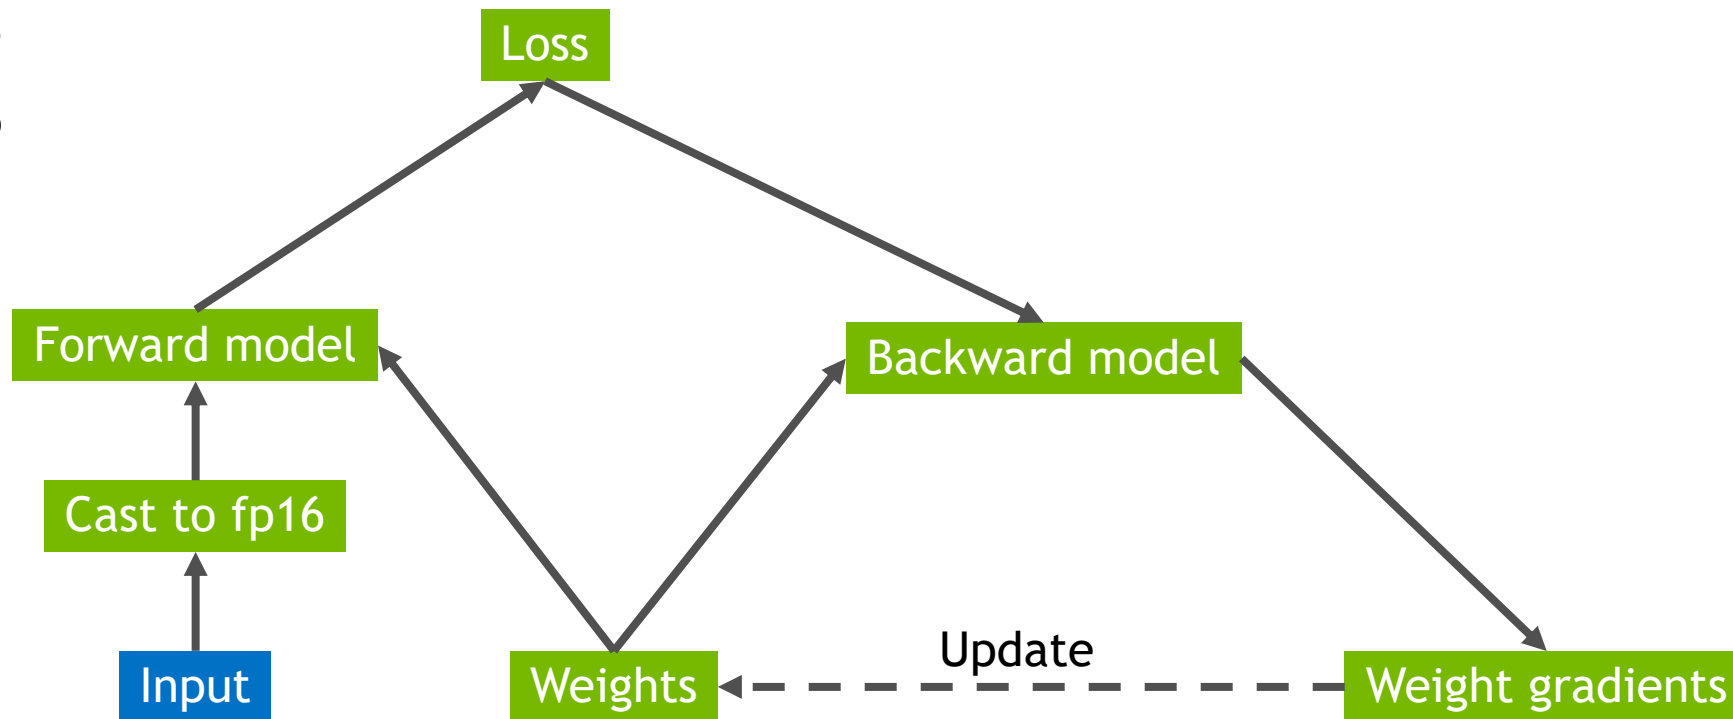 Loss
Forward model
Backward model
Cast to fp16
Update
Input
Weights
Weight gradients